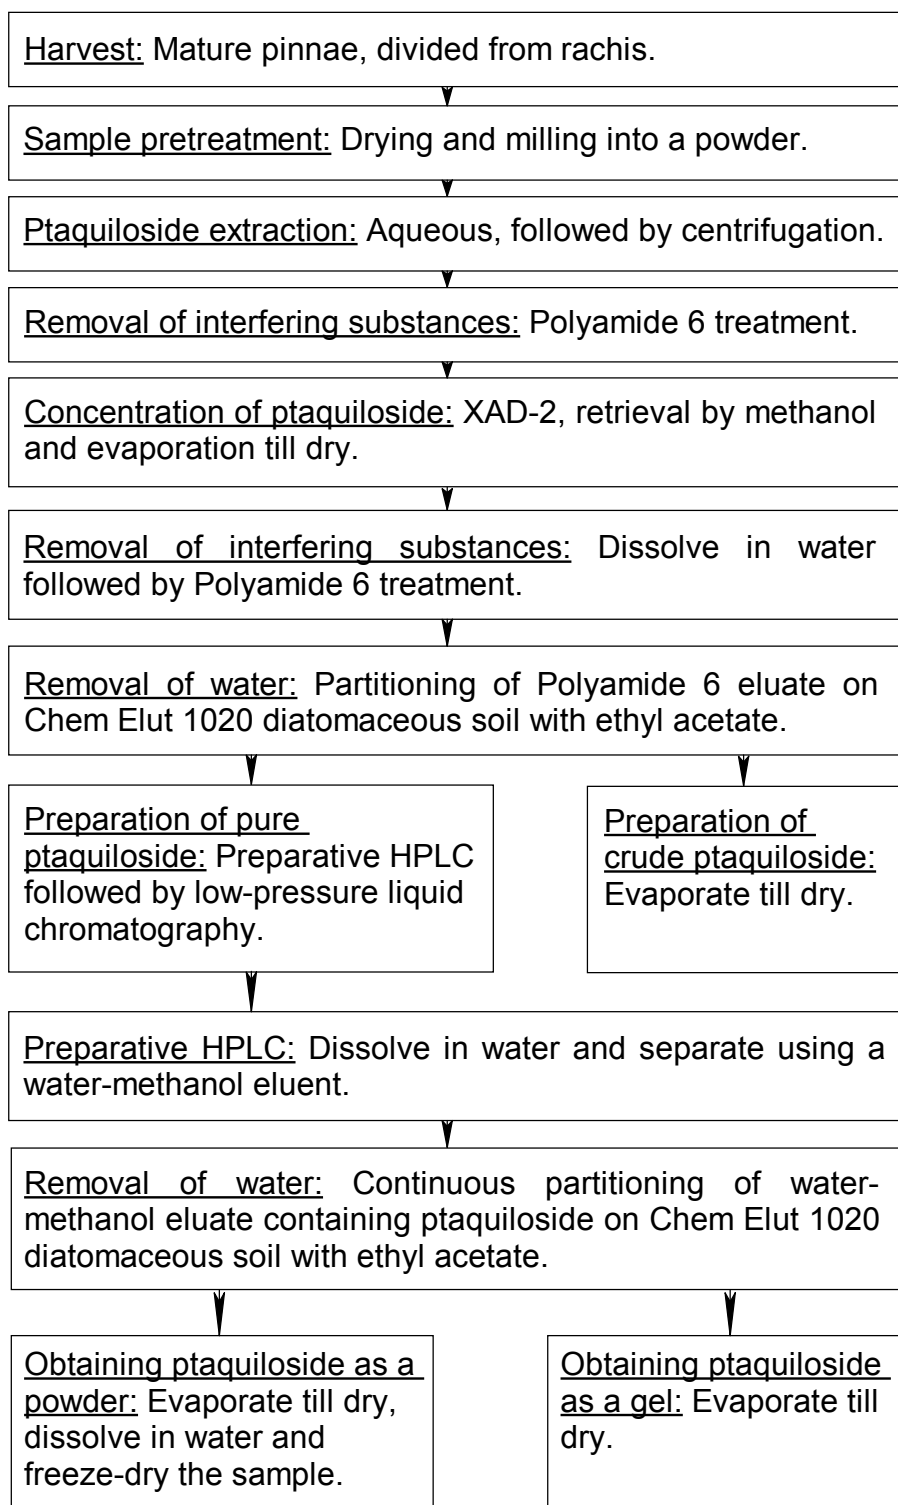 Harvest: Mature pinnae, divided from rachis.
Sample pretreatment: Drying and milling into a powder.
Ptaquiloside extraction: Aqueous, followed by centrifugation.
Removal of interfering substances: Polyamide 6 treatment.
Concentration of ptaquiloside: XAD-2, retrieval by methanol
and evaporation till dry.
Removal of interfering substances: Dissolve in water
followed by Polyamide 6 treatment.
Removal of water: Partitioning of Polyamide 6 eluate on
Chem Elut 1020 diatomaceous soil with ethyl acetate.
Preparation of pure
ptaquiloside: Preparative HPLC
followed by low-pressure liquid
chromatography.
Preparation of
crude ptaquiloside:
Evaporate till dry.
Preparative HPLC: Dissolve in water and separate using a
water-methanol eluent.
Removal of water: Continuous partitioning of water-
methanol eluate containing ptaquiloside on Chem Elut 1020
diatomaceous soil with ethyl acetate.
Obtaining ptaquiloside as a
powder: Evaporate till dry,
dissolve in water and
freeze-dry the sample.
Obtaining ptaquiloside
as a gel: Evaporate till
dry.